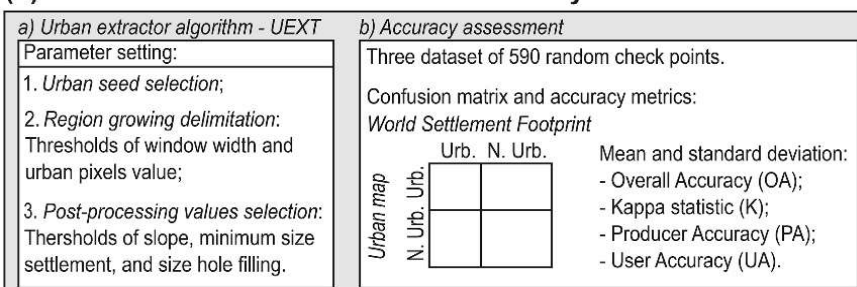 a) Urban extractor algorithm - UEXT
Parameter setting:
1. Urban seed selection;
2. Region growing delimitation:
Thresholds of window width and
urban pixels value;
3. Post-processing values selection:
Thersholds of slope, minimum size
settlement, and size hole filling.
b) Accuracy assessment
Three dataset of 590 random check points.
Confusion matrix and accuracy metrics:
World Settlement Footprint
Urb. N. Urb.
Urban map
N. Urb. Urb.
Mean and standard deviation:
- Overall Accuracy (OA);
- Kappa statistic (K);
- Producer Accuracy (PA);
- User Accuracy (UA).